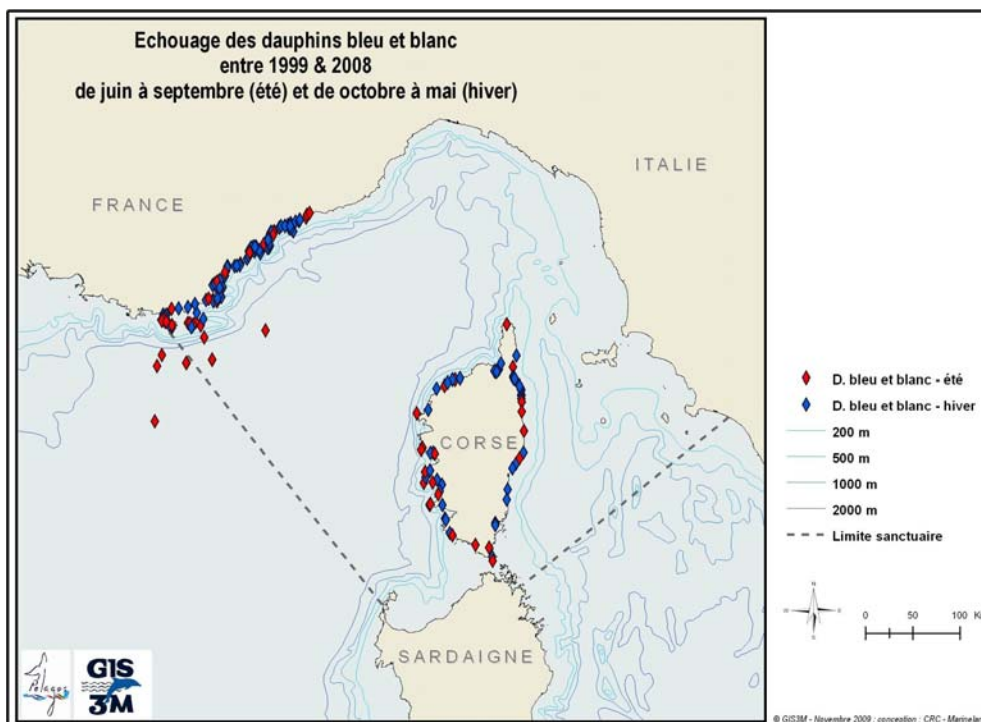 Echouage des dauphins bleu et blanc
entre 1999 & 2008
de juin à septembre (été) et de octobre à mai (hiver)
ITALIE
FRANCE
CORSE
SARDAIGNE
Pelagos
GIS
3M
D. bleu et blanc - été
D. bleu et blanc - hiver
200 m
500 m
1000 m
2000 m
Limite sanctuaire
N
S
0 50 100
© GIS3M - Novembre 2009 ; conception : CRC - Marineland